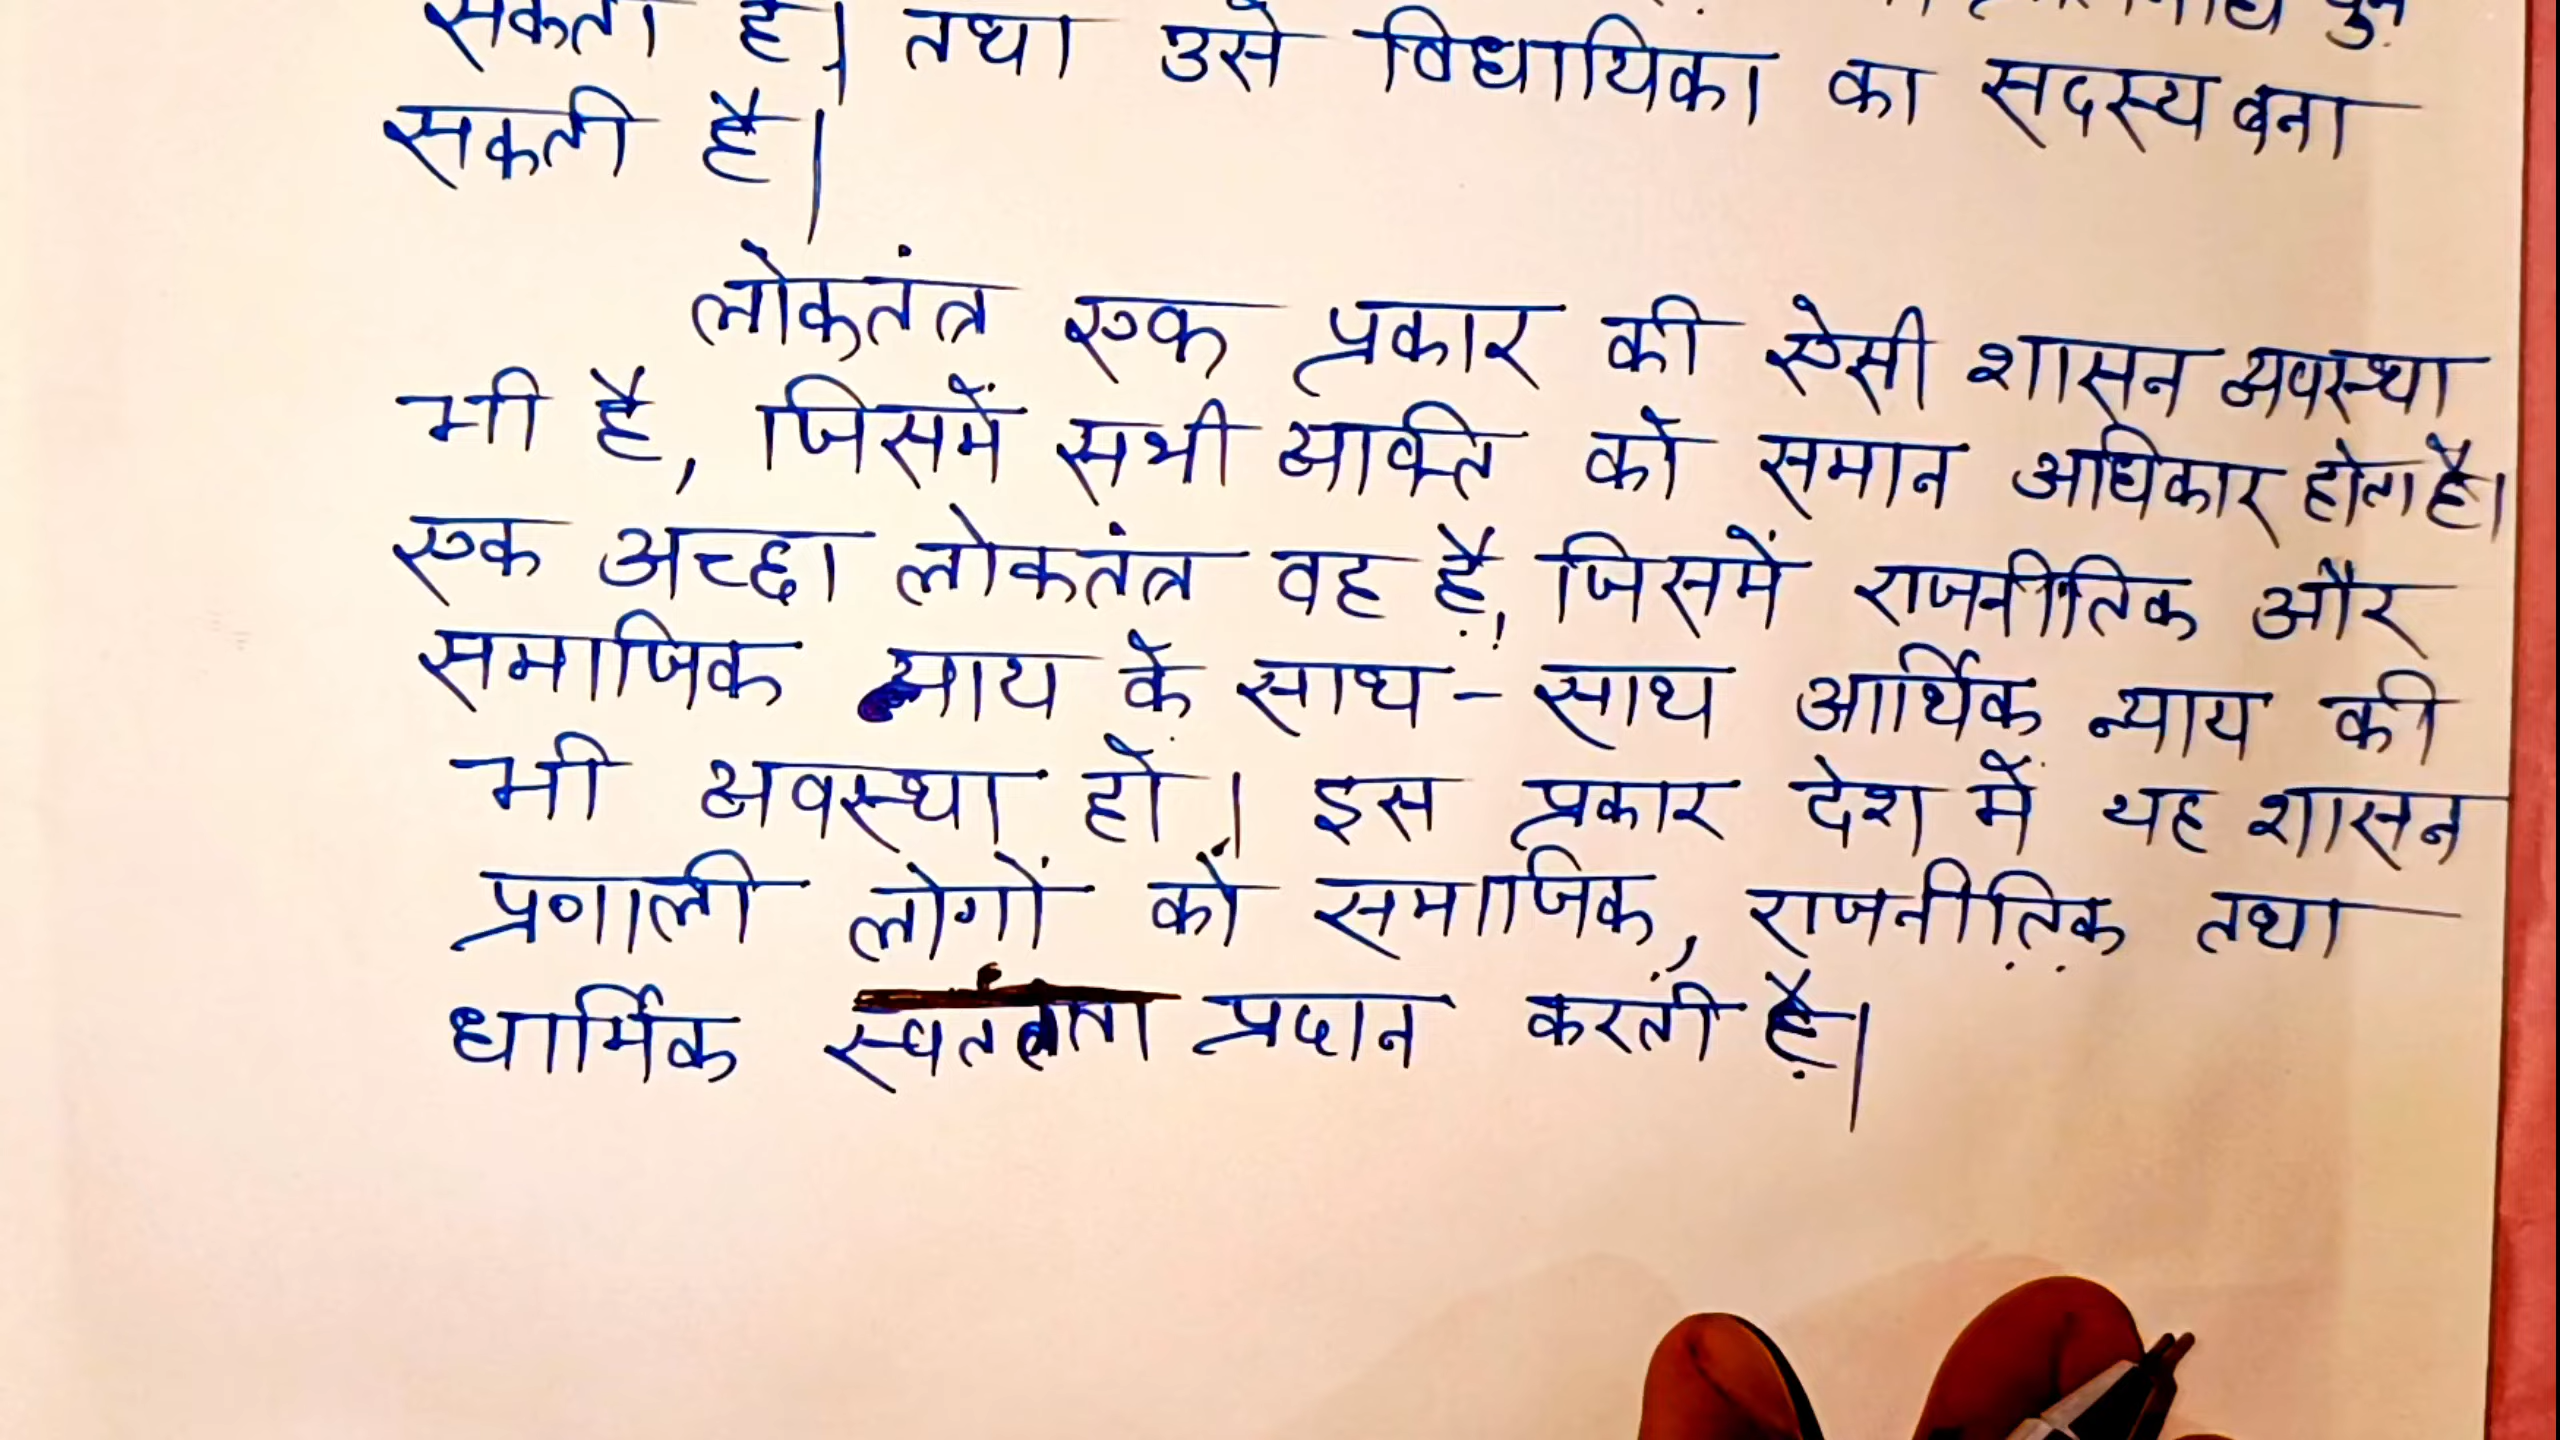 चुन
सकता है। तथा उसे विधायिका का सदस्य बना
सकती है।
लोकतंत्र एक प्रकार की ऐसी शासन व्यवस्था
भी है, जिसमें सभी व्यक्ति को समान अधिकार होता है।
एक अच्छा लोकतंत्र वह है, जिसमें राजनीतिक और
समाजिक न्याय के साथ-साथ आर्थिक न्याय की
भी व्यवस्था हो। इस प्रकार देश में यह शासन
प्रणाली लोगों को समाजिक, राजनीतिक तथा
धार्मिक स्वतंत्रता प्रदान करती है।